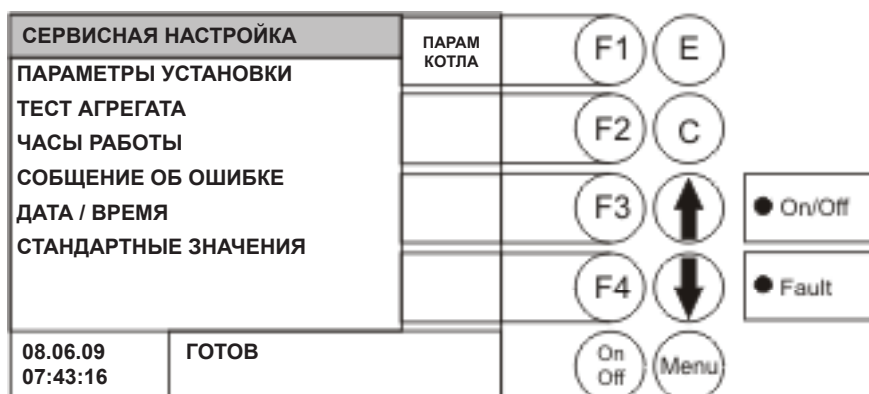 СЕРВИСНАЯ НАСТРОЙКА
ПАРАМ
КОТЛА
ПАРАМЕТРЫ УСТАНОВКИ
ТЕСТ АГРЕГАТА
ЧАСЫ РАБОТЫ
СОБЩЕНИЕ ОБ ОШИБКЕ
ДАТА / ВРЕМЯ
СТАНДАРТНЫЕ ЗНАЧЕНИЯ
08.06.09
07:43:16
ГОТОВ
F1
E
F2
C
F3
On/Off
F4
Fault
On
Off
Menu